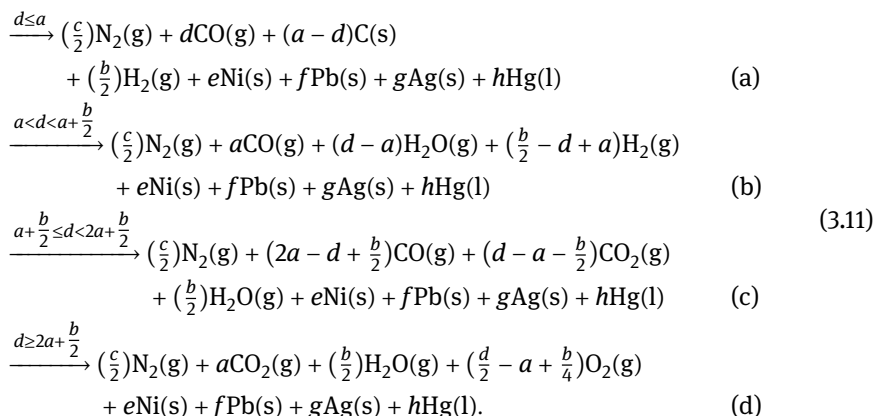 d≤a → (c/2)N₂(g) + dCO(g) + (a − d)C(s)
+ (b/2)H₂(g) + eNi(s) + fPb(s) + gAg(s) + hHg(l) (a)
a<d<a+b/2 → (c/2)N₂(g) + aCO(g) + (d − a)H₂O(g) + (b/2 − d + a)H₂(g)
+ eNi(s) + fPb(s) + gAg(s) + hHg(l) (b)
(3.11)
a+b/2≤d<2a+b/2 → (c/2)N₂(g) + (2a − d + b/2)CO(g) + (d − a − b/2)CO₂(g)
+ (b/2)H₂O(g) + eNi(s) + fPb(s) + gAg(s) + hHg(l) (c)
d≥2a+b/2 → (c/2)N₂(g) + aCO₂(g) + (b/2)H₂O(g) + (d/2 − a + b/4)O₂(g)
+ eNi(s) + fPb(s) + gAg(s) + hHg(l). (d)